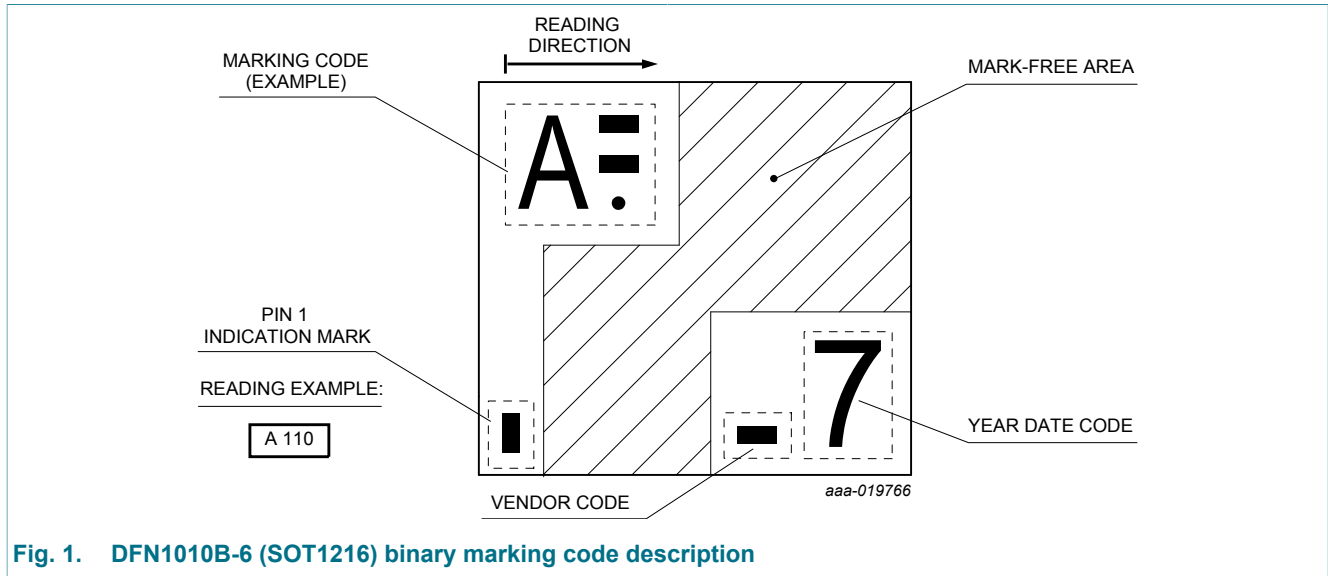 READING
DIRECTION
MARKING CODE
(EXAMPLE)
MARK-FREE AREA
A
PIN 1
INDICATION MARK
READING EXAMPLE:
A 110
7
YEAR DATE CODE
VENDOR CODE
aaa-019766
Fig. 1. DFN1010B-6 (SOT1216) binary marking code description